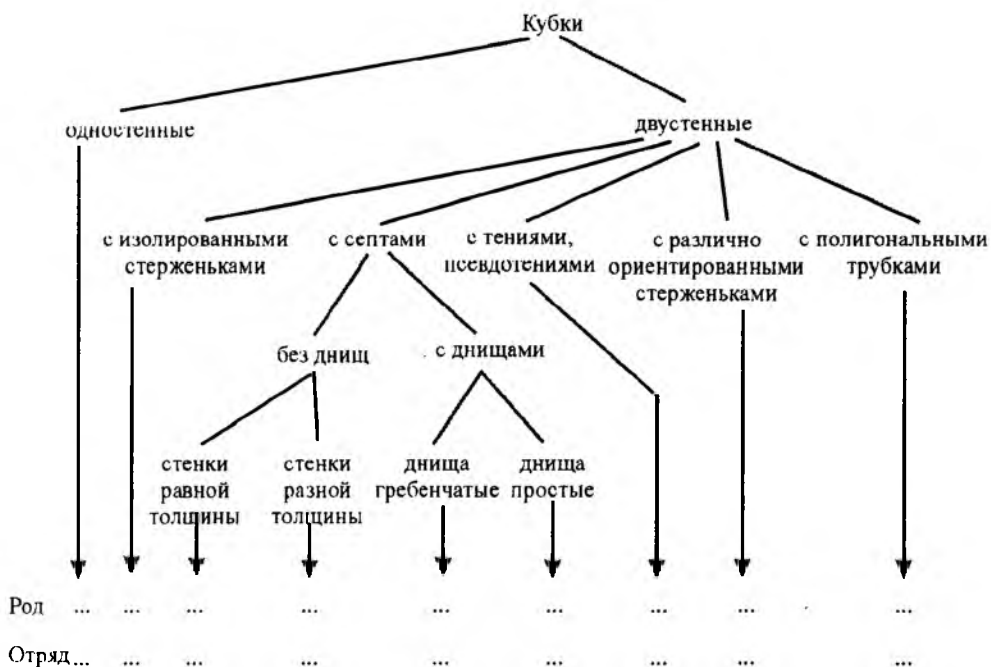 Кубки
одностенные
двустенные
с изолированными
стерженьками
с септами
с тениями,
псевдотениями
с различно
ориентированными
стерженьками
с полигональными
трубками
без днищ
с днищами
стенки
равной
толщины
стенки
разной
толщины
днища
гребенчатые
днища
простые
Род ... ... ... ... ... ... ... ... ...
Отряд ... ... ... ... ... ... ... ... ...